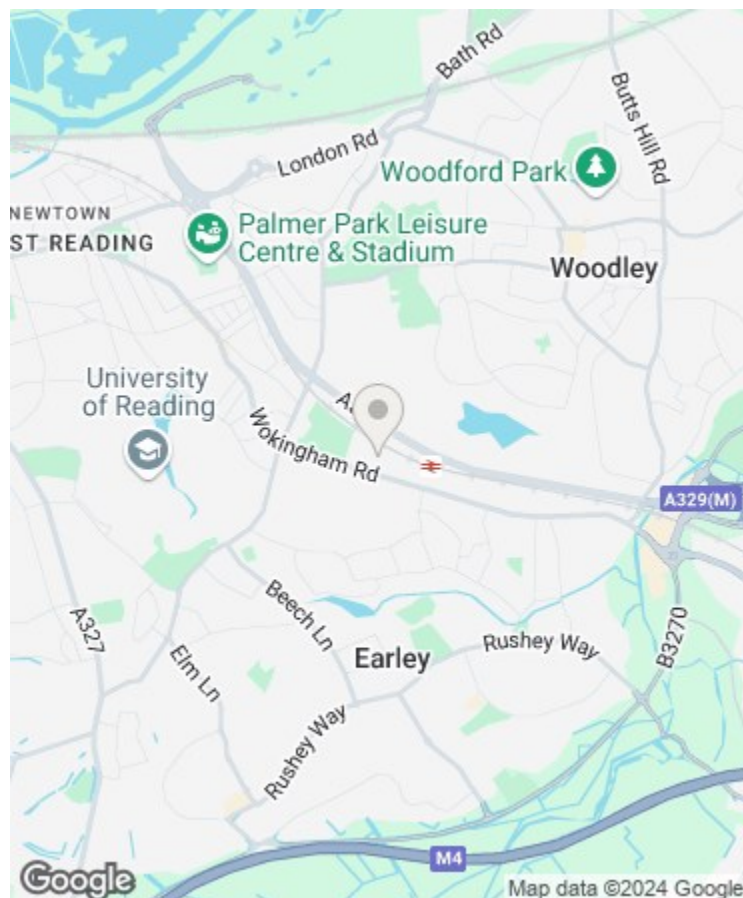 Bath Rd
Butts Hill Rd
London Rd
Woodford Park
NEWTOWN
ST READING
Palmer Park Leisure
Centre & Stadium
Woodley
University
of Reading
Wokingham Rd
A329(M)
Beech Ln
A327
Elm Ln
Earley
Rushey Way
B3270
Rushey Way
M4
Google
Map data ©2024 Google